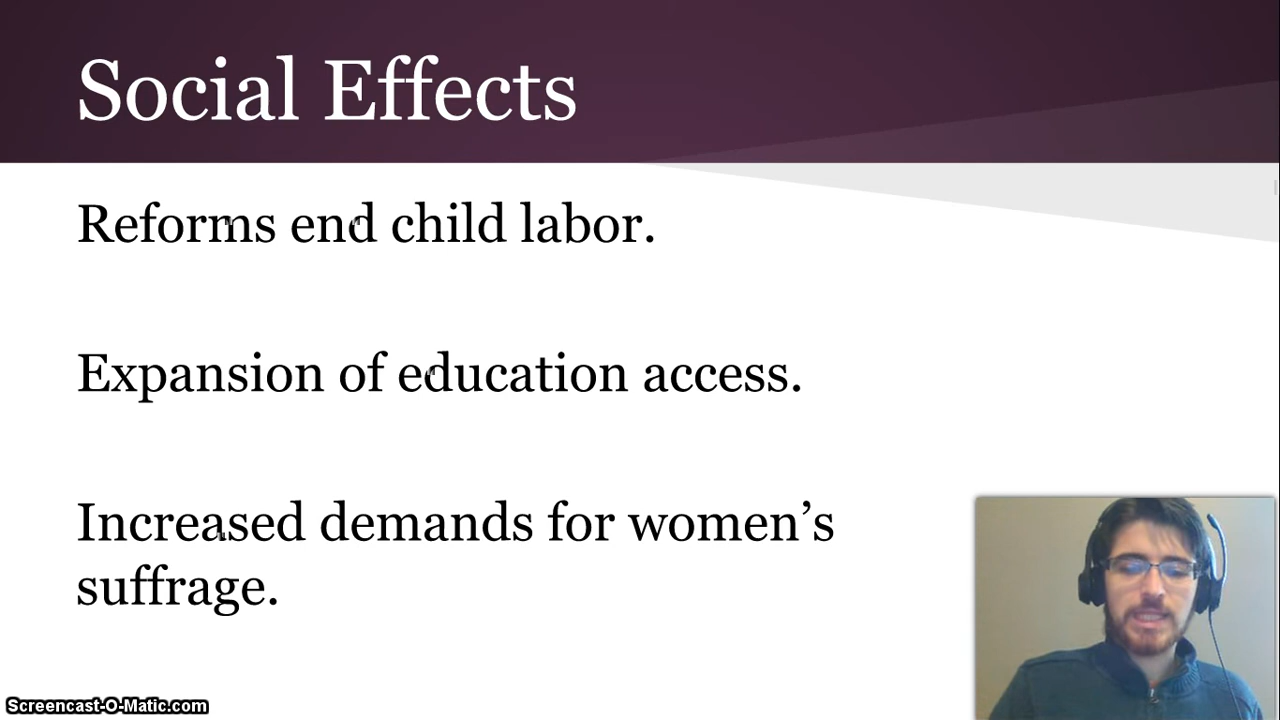 Social Effects
Reforms end child labor.
Expansion of education access.
Increased demands for women’s
suffrage.
Screencast-O-Matic.com